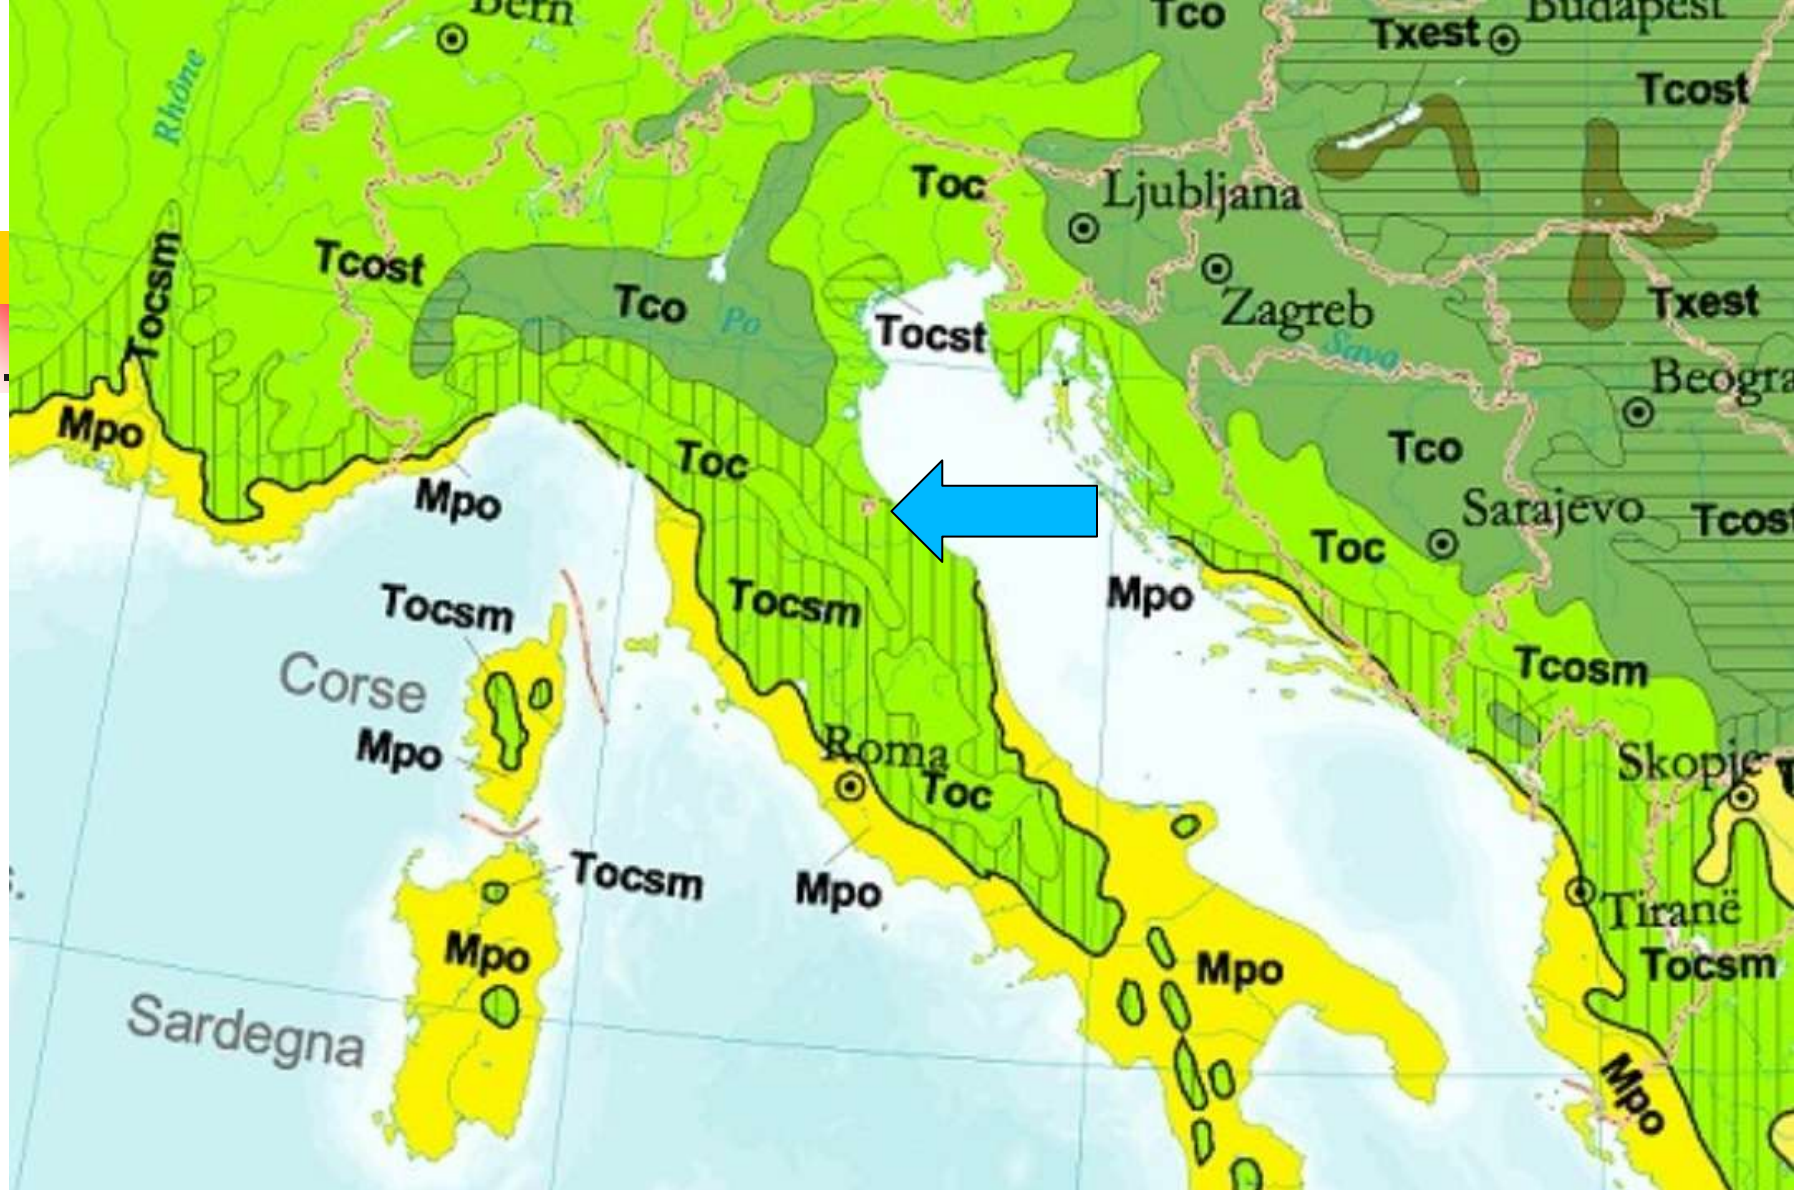 Bern
Tco
Txest
Budapest
Tcost
Rhône
Toc
Ljubljana
Tocsm
Tcost
Tco
Po
Tocst
Zagreb
Sava
Txest
Beogra
Mpo
Mpo
Toc
Tco
Sarajevo
Tcost
Toc
Tocsm
Tocsm
Mpo
Corse
Mpo
Tcosm
Roma
Toc
Skopje
Tocsm
Mpo
Mpo
Mpo
Tiranë
Tocsm
Sardegna
Mpo